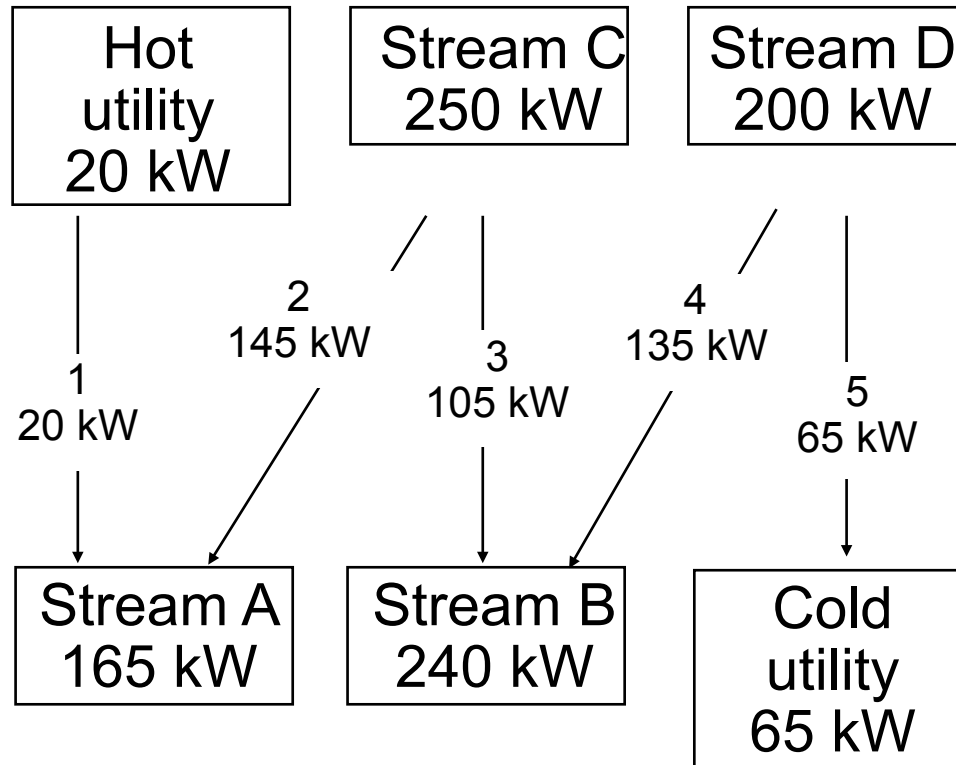 Hot
utility
20 kW
Stream C
250 kW
Stream D
200 kW
1
20 kW
2
145 kW
3
105 kW
4
135 kW
5
65 kW
Stream A
165 kW
Stream B
240 kW
Cold
utility
65 kW